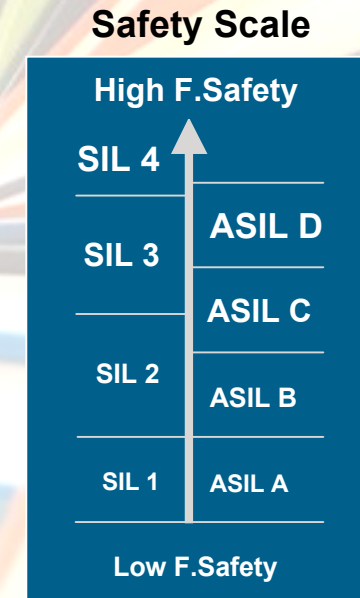 Safety Scale
High F.Safety
SIL 4
ASIL D
SIL 3
ASIL C
SIL 2
ASIL B
SIL 1
ASIL A
Low F.Safety